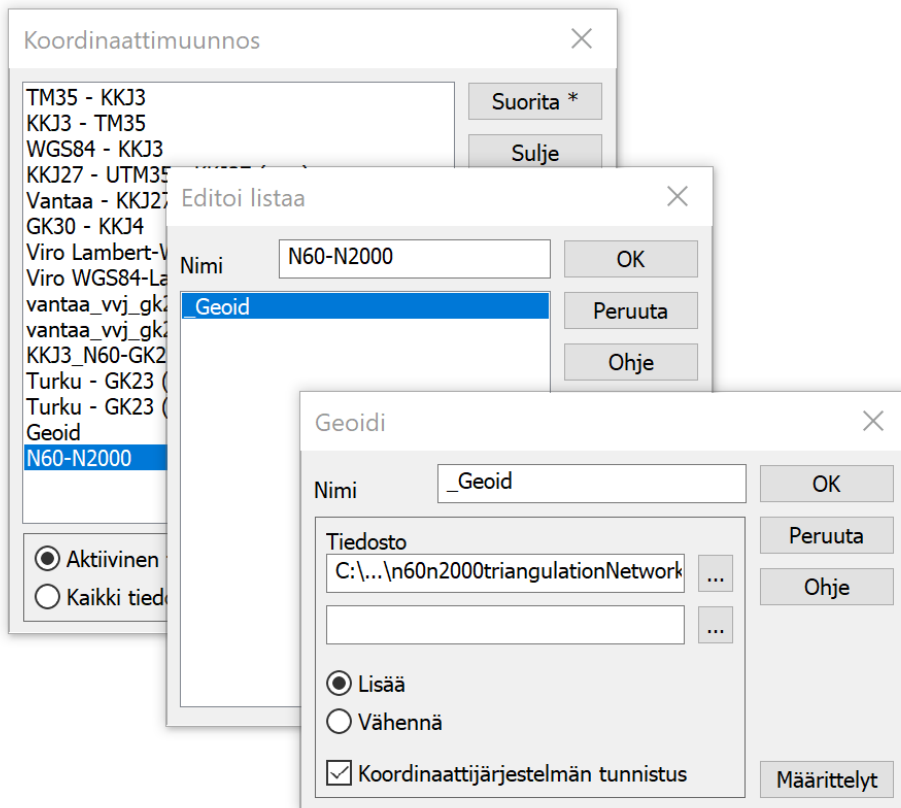 Koordinaattimuunnos
TM35 - KKJ3
KKJ3 - TM35
WGS84 - KKJ3
KKJ27 - UTM35
Vantaa - KKJ27
GK30 - KKJ4
Viro Lambert-
Viro WGS84-La
vantaa_vvj_gk2
vantaa_vvj_gk2
KKJ3_N60-GK2
Turku - GK23 (
Turku - GK23 (
Geoid
N60-N2000
Suorita *
Sulje
Aktiivinen
Kaikki tied
Editoi listaa
Nimi N60-N2000
_Geoid
OK
Peruuta
Ohje
Geoidi
Nimi _Geoid
Tiedosto
C:\...\n60n2000triangulationNetwork ...
...
Lisää
Vähennä
Koordinaattijärjestelmän tunnistus
OK
Peruuta
Ohje
Määrittelyt